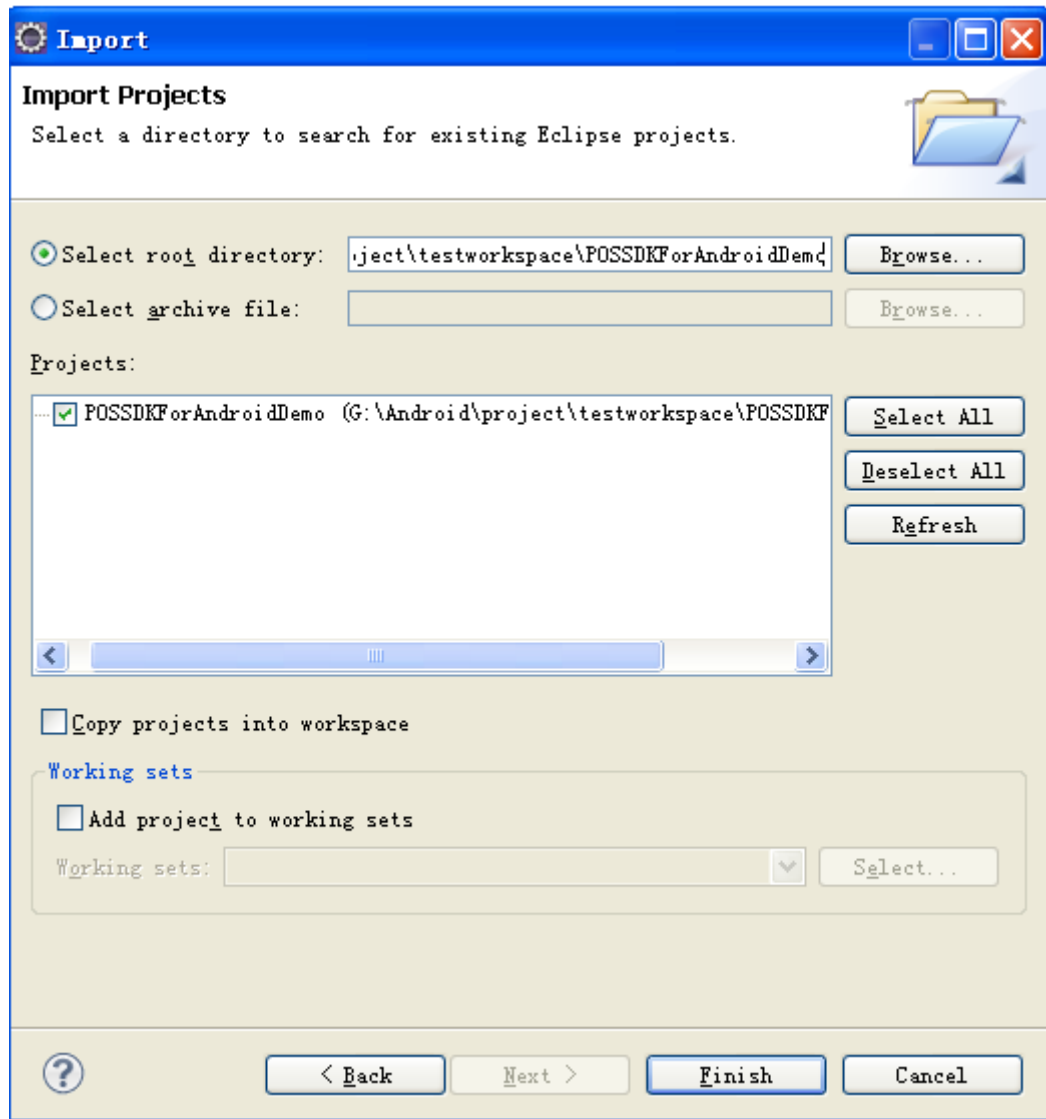 Import
Import Projects
Select a directory to search for existing Eclipse projects.
Select root directory: ject\testworkspace\POSSDKForAndroidDemo Browse...
Select archive file: Browse...
Projects:
POSSDKForAndroidDemo (G:\Android\project\testworkspace\POSSDKF
Select All
Deselect All
Refresh
Copy projects into workspace
Working sets
Add project to working sets
Working sets: Select...
? < Back Next > Finish Cancel